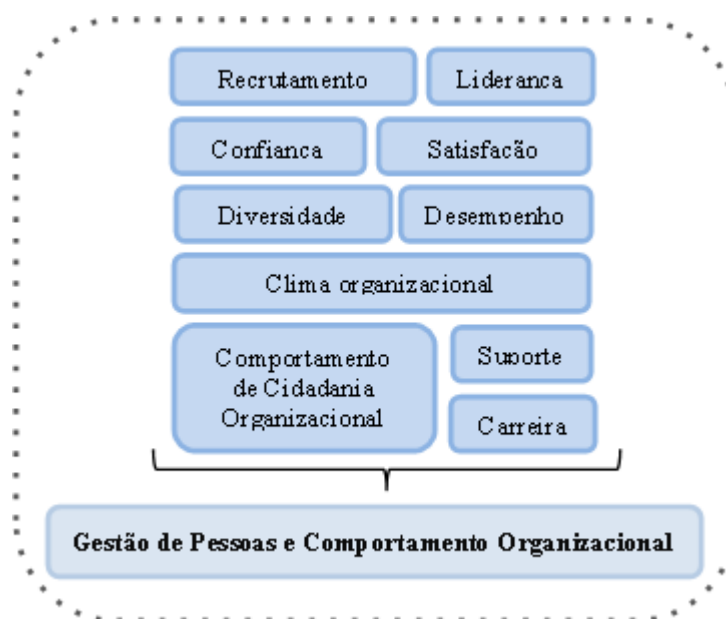 Recrutamento Lideranca
Confianca Satisfacão
Diversidade Desempenho
Clima organizacional
Comportamento
de Cidadania
Organizacional
Suporte
Carreira
Gestão de Pessoas e Comportamento Organizacional